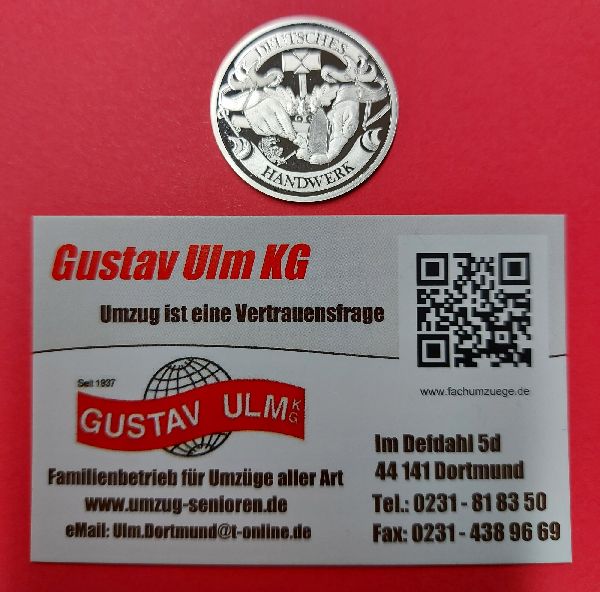 DEUTSCHES
HANDWERK
Gustav Ulm KG
Umzug ist eine Vertrauensfrage
www.fachumzuege.de
Seit 1937
GUSTAV ULM KG
Familienbetrieb für Umzüge aller Art
www.umzug-senioren.de
eMail: Ulm.Dortmund@t-online.de
Im Defdahl 5d
44 141 Dortmund
Tel.: 0231 - 81 83 50
Fax: 0231 - 438 96 69